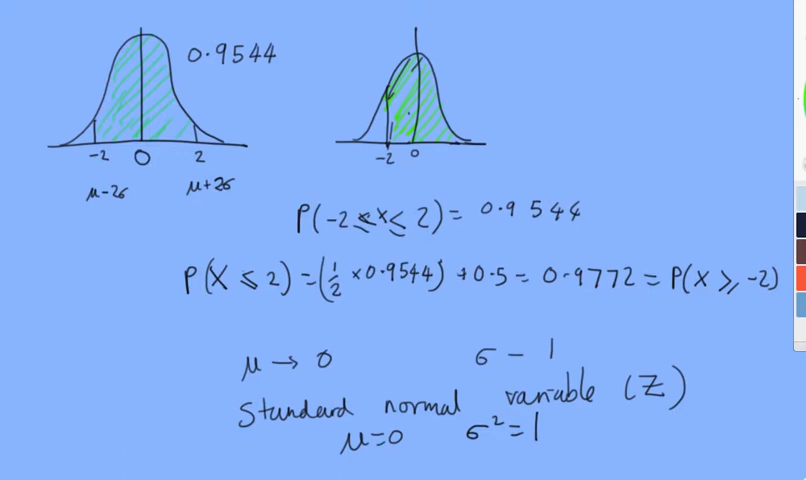 0.9544
-2 0 2
μ-2σ μ+2σ
-2 0
P(-2≤x≤2)= 0.9544
P(X≤2)=(1/2 ×0.9544)+0.5= 0.9772= P(X≥-2)
μ → 0 σ - 1
Standard normal variable (Z)
μ=0 σ²=1